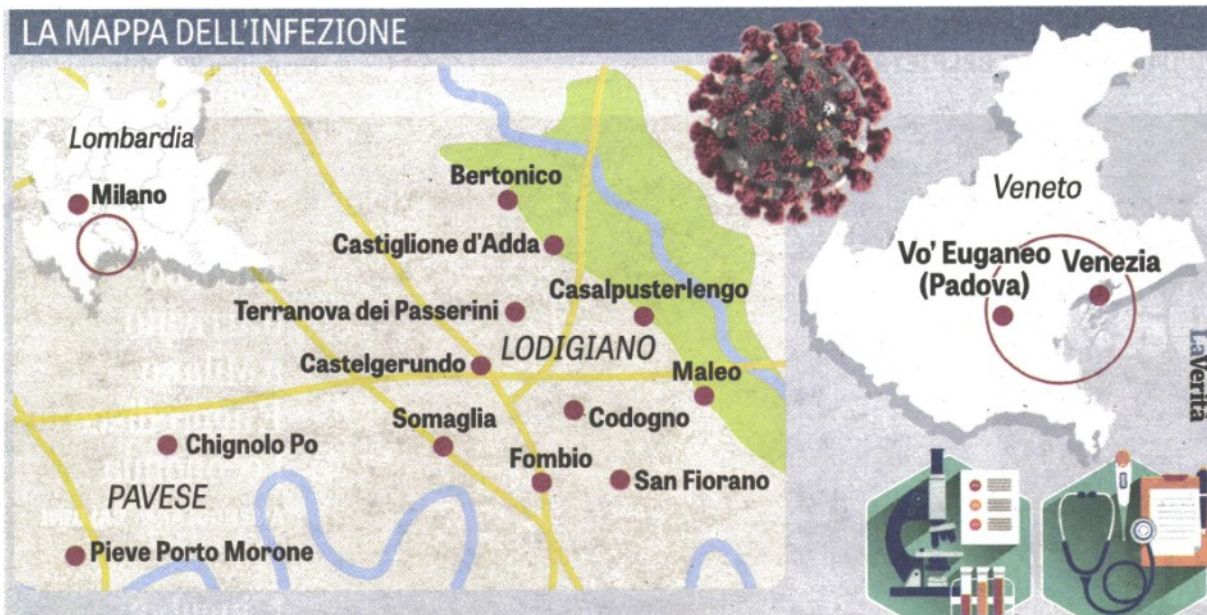 LA MAPPA DELL'INFEZIONE
Lombardia
Milano
Bertonico
Castiglione d'Adda
Terranova dei Passerini
Casalpusterlengo
LODIGIANO
Castelgerundo
Maleo
Somaglia
Codogno
Chignolo Po
Fombio
San Fiorano
PAVESE
Pieve Porto Morone
Veneto
Vo' Euganeo
(Padova)
Venezia
LaVerità